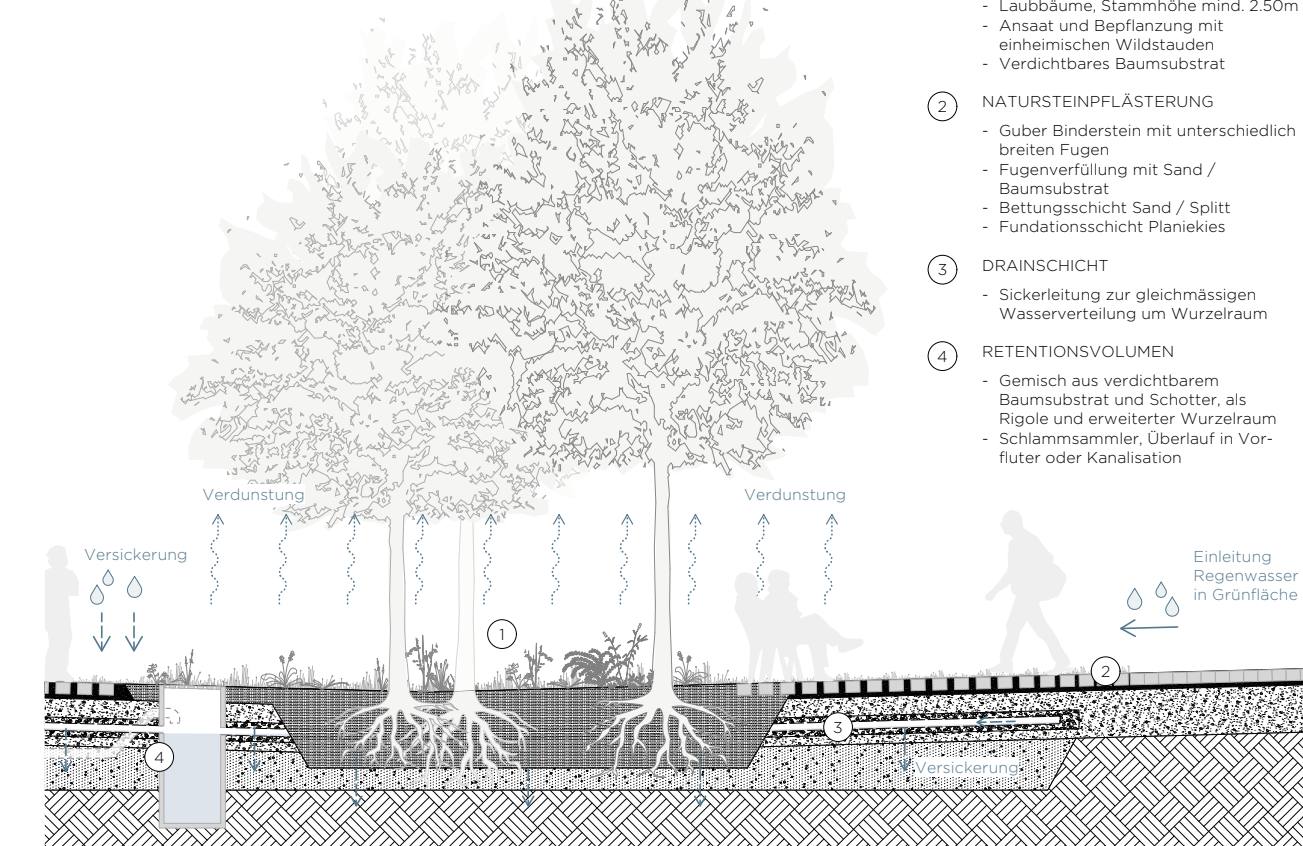 - Laubbäume, Stammhöhe mind. 2.50m
- Ansaat und Bepflanzung mit
einheimischen Wildstauden
- Verdichtbares Baumsubstrat
2 NATURSTEINPFLÄSTERUNG
- Guber Binderstein mit unterschiedlich
breiten Fugen
- Fugenverfüllung mit Sand /
Baumsubstrat
- Bettungsschicht Sand / Splitt
- Fundationsschicht Planiekies
3 DRAINSCHICHT
- Sickerleitung zur gleichmässigen
Wasserverteilung um Wurzelraum
4 RETENTIONSVOLUMEN
- Gemisch aus verdichtbarem
Baumsubstrat und Schotter, als
Rigole und erweiterter Wurzelraum
- Schlammsammler, Überlauf in Vor-
fluter oder Kanalisation
Verdunstung
Verdunstung
Versickerung
Einleitung
Regenwasser
in Grünfläche
1
2
3
4
Versickerung